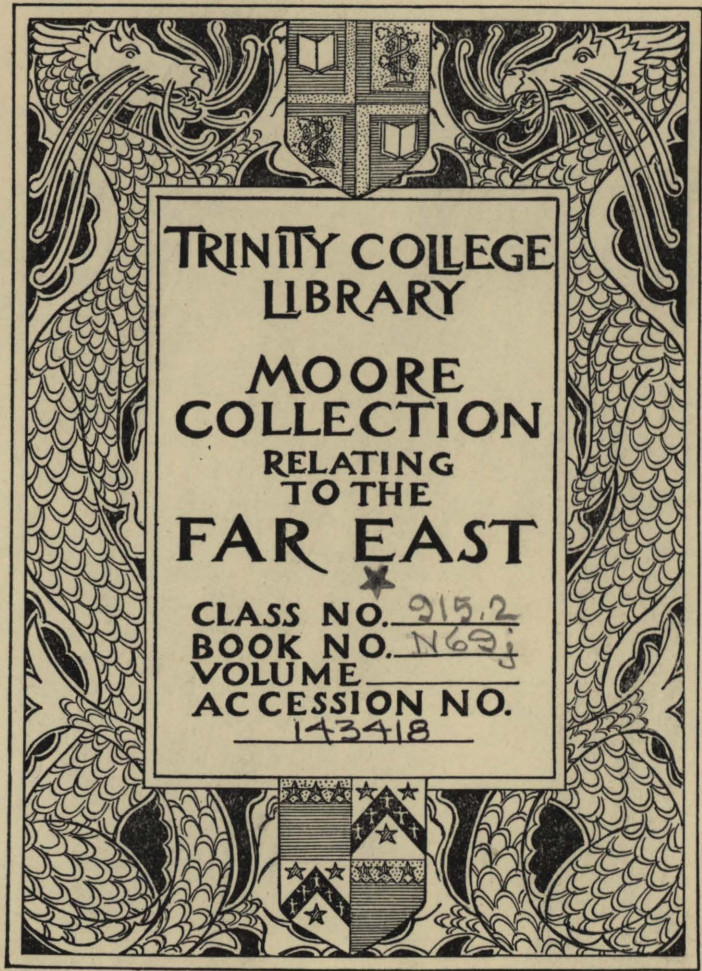 TRINITY COLLEGE
LIBRARY
MOORE
COLLECTION
RELATING
TO THE
FAR EAST
CLASS NO. 915.2
BOOK NO. N69j
VOLUME
ACCESSION NO.
143418